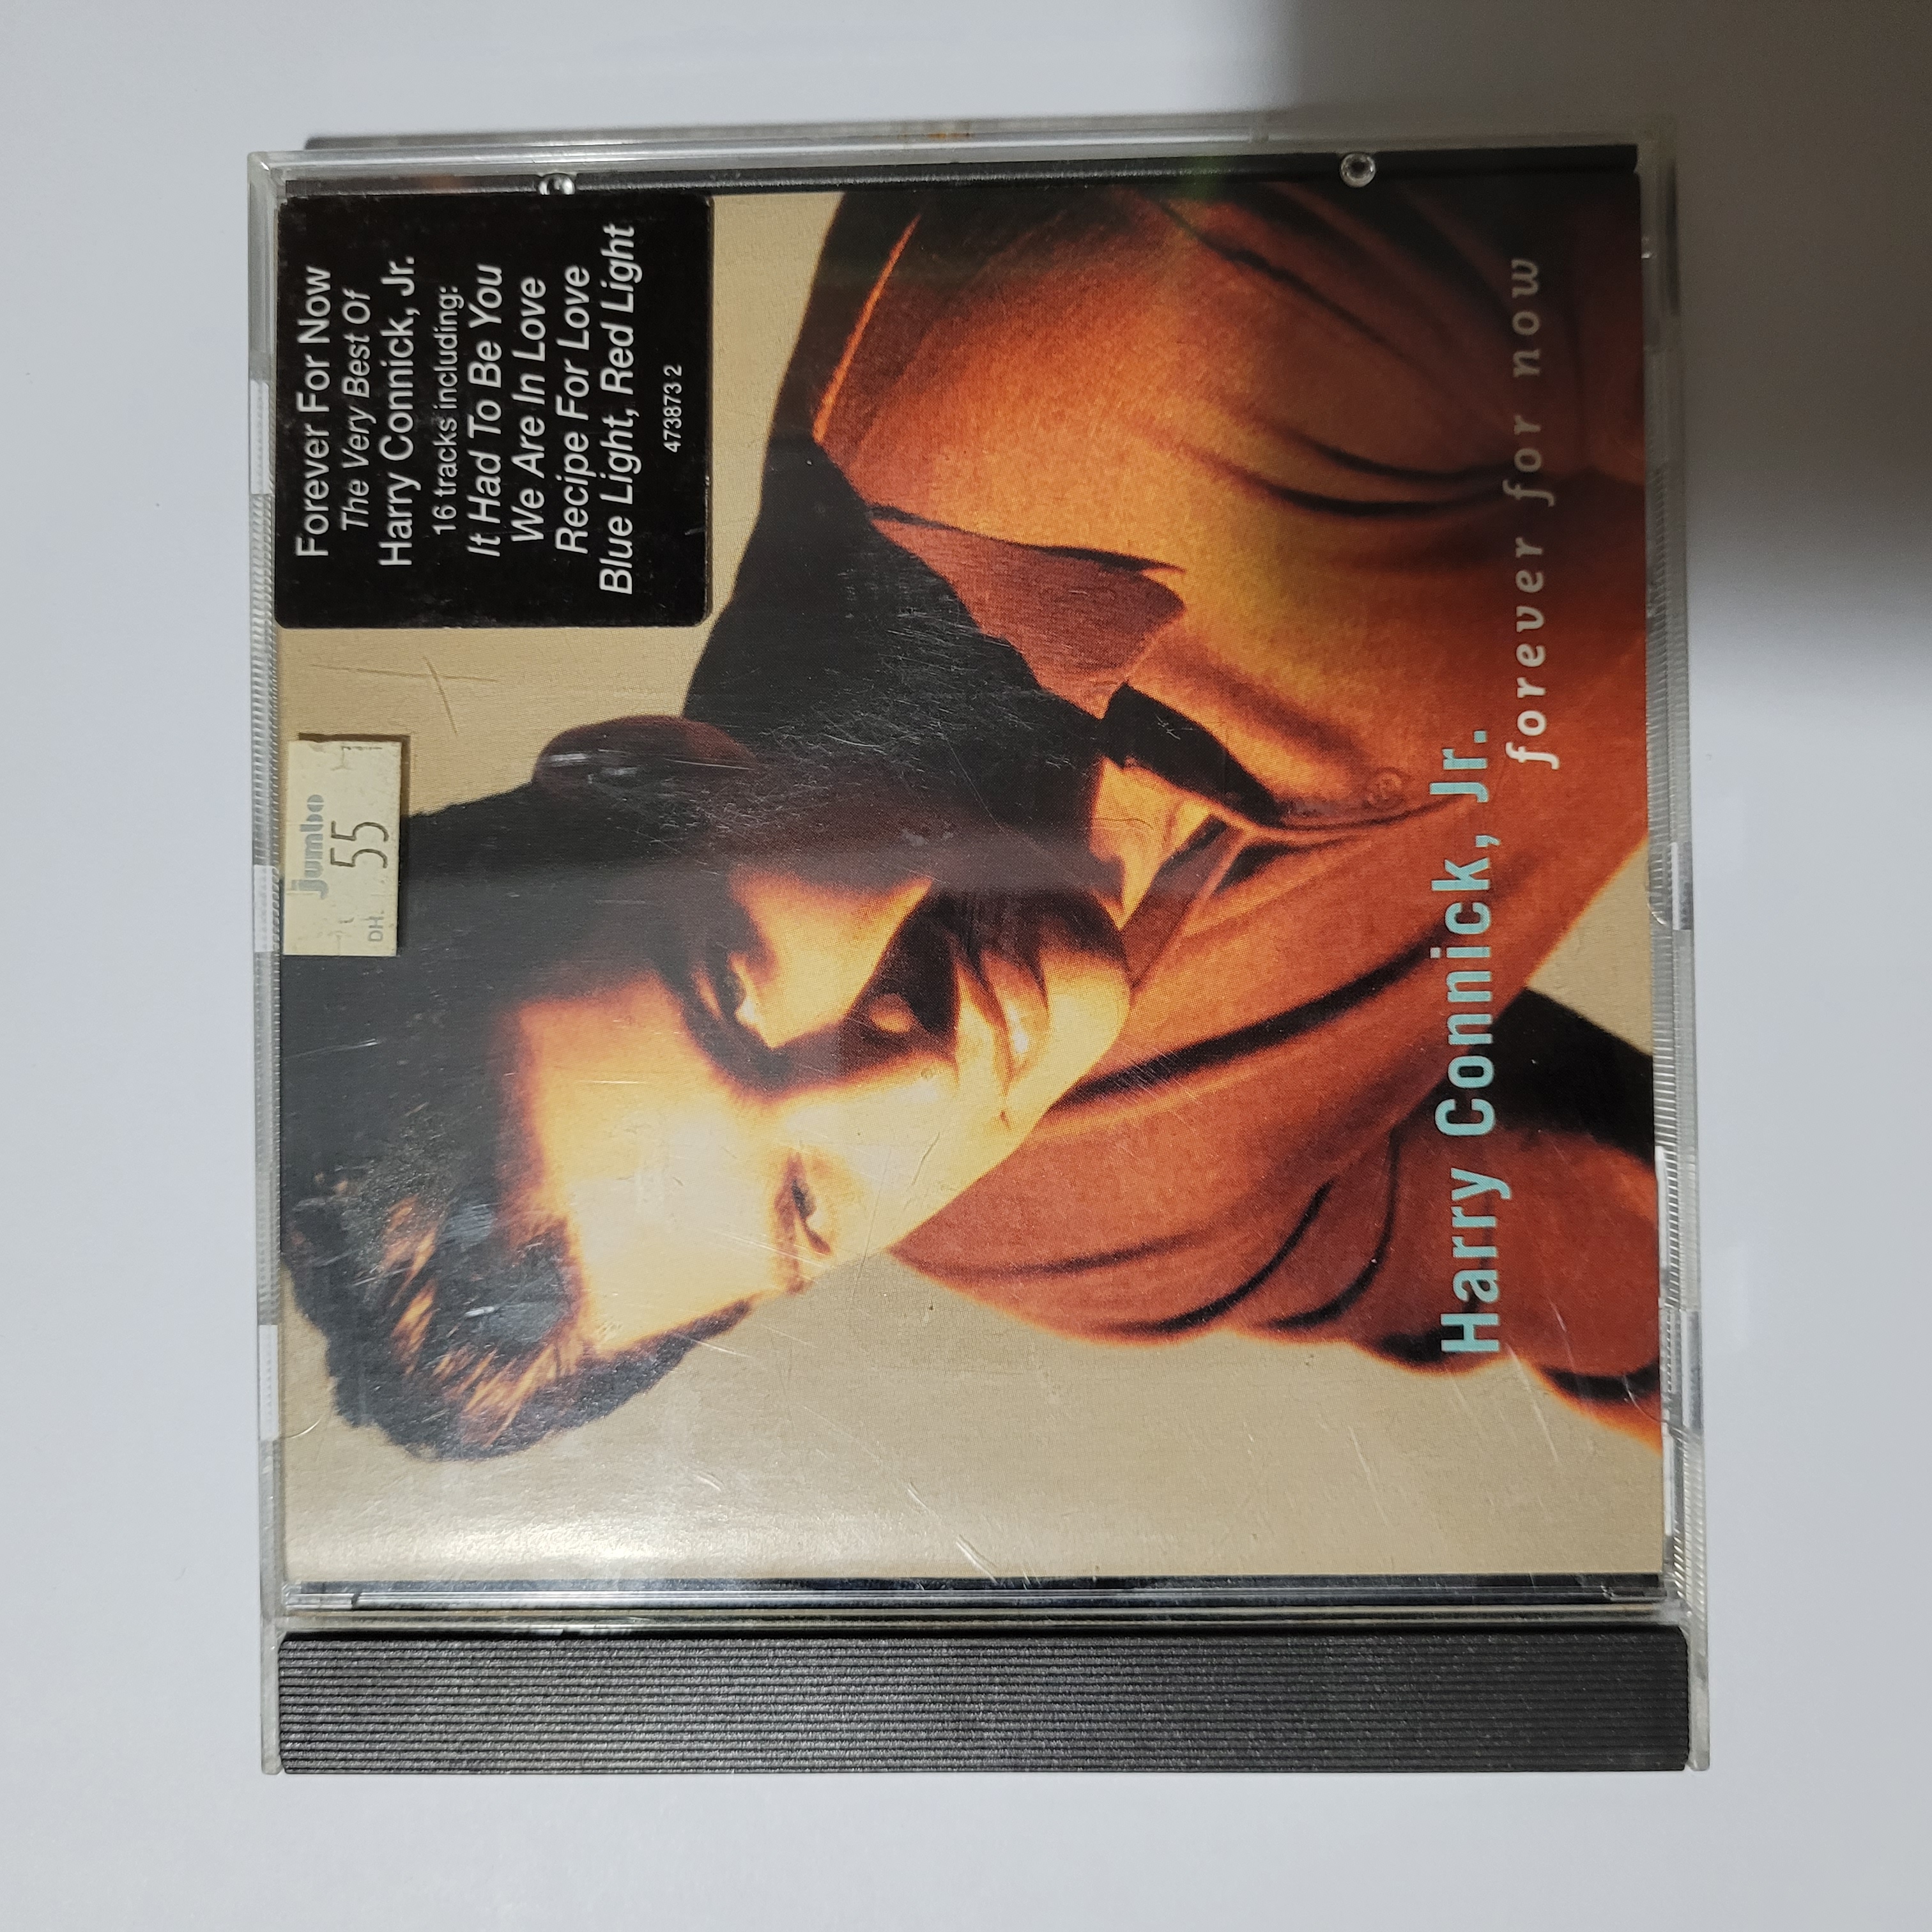 Forever For Now
The Very Best Of
Harry Connick, Jr.
16 tracks including:
It Had To Be You
We Are In Love
Recipe For Love
Blue Light, Red Light
473873 2
jumbo
DH. 55
Harry Connick, Jr.
forever for now